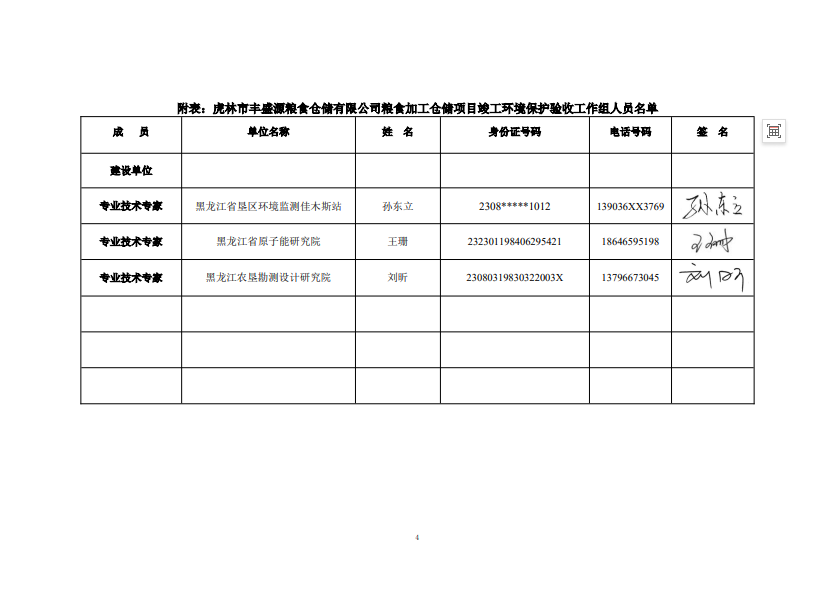 附表：虎林市丰盛源粮食仓储有限公司粮食加工仓储项目竣工环境保护验收工作组人员名单
成 员 单位名称 姓 名 身份证号码 电话号码 签 名
建设单位
专业技术专家 黑龙江省垦区环境监测佳木斯站 孙东立 2308*****1012 139036XX3769 孙东立
专业技术专家 黑龙江省原子能研究院 王珊 232301198406295421 18646595198 王珊
专业技术专家 黑龙江农垦勘测设计研究院 刘昕 23080319830322003X 13796673045 刘昕
4